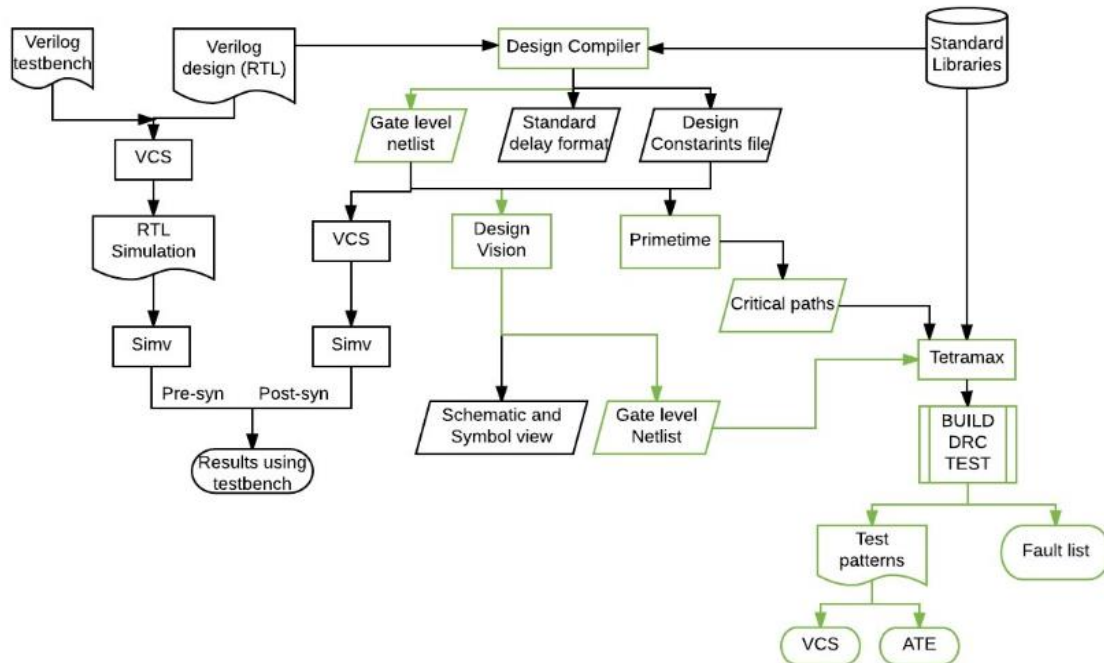 Verilog
testbench
Verilog
design (RTL)
Design Compiler
Standard
Libraries
Gate level
netlist
Standard
delay format
Design
Constarints file
VCS
RTL
Simulation
VCS
Design
Vision
Primetime
Critical paths
Simv
Simv
Tetramax
Pre-syn
Post-syn
Schematic and
Symbol view
Gate level
Netlist
BUILD
DRC
TEST
Results using
testbench
Test
patterns
Fault list
VCS
ATE